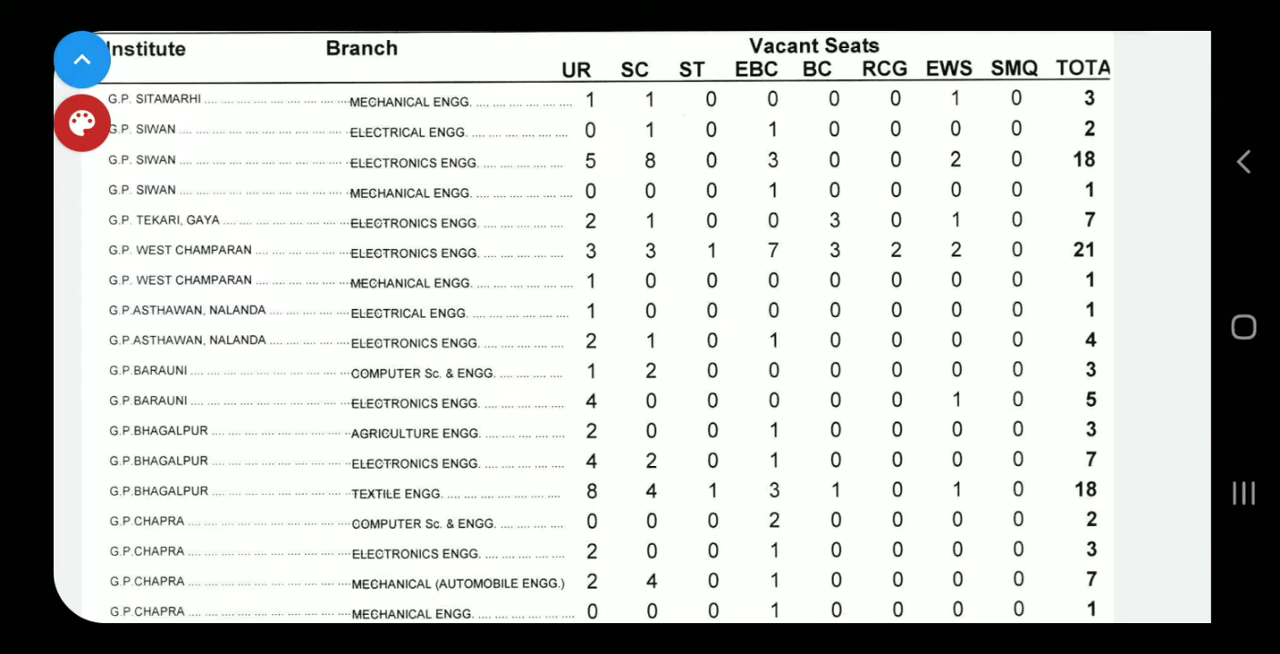 Institute Branch Vacant Seats
UR SC ST EBC BC RCG EWS SMQ TOTA
G.P. SITAMARHI MECHANICAL ENGG. 1 1 0 0 0 0 1 0 3
G.P. SIWAN ELECTRICAL ENGG. 0 1 0 1 0 0 0 0 2
G.P. SIWAN ELECTRONICS ENGG. 5 8 0 3 0 0 2 0 18
G.P. SIWAN MECHANICAL ENGG. 0 0 0 1 0 0 0 0 1
G.P. TEKARI, GAYA ELECTRONICS ENGG. 2 1 0 0 3 0 1 0 7
G.P. WEST CHAMPARAN ELECTRONICS ENGG. 3 3 1 7 3 2 2 0 21
G.P. WEST CHAMPARAN MECHANICAL ENGG. 1 0 0 0 0 0 0 0 1
G.P.ASTHAWAN, NALANDA ELECTRICAL ENGG. 1 0 0 0 0 0 0 0 1
G.P.ASTHAWAN, NALANDA ELECTRONICS ENGG. 2 1 0 1 0 0 0 0 4
G.P.BARAUNI COMPUTER Sc. & ENGG. 1 2 0 0 0 0 0 0 3
G.P.BARAUNI ELECTRONICS ENGG. 4 0 0 0 0 0 1 0 5
G.P.BHAGALPUR AGRICULTURE ENGG. 2 0 0 1 0 0 0 0 3
G.P.BHAGALPUR ELECTRONICS ENGG. 4 2 0 1 0 0 0 0 7
G.P.BHAGALPUR TEXTILE ENGG. 8 4 1 3 1 0 1 0 18
G.P.CHAPRA COMPUTER Sc. & ENGG. 0 0 0 2 0 0 0 0 2
G.P.CHAPRA ELECTRONICS ENGG. 2 0 0 1 0 0 0 0 3
G.P.CHAPRA MECHANICAL (AUTOMOBILE ENGG.) 2 4 0 1 0 0 0 0 7
G.P.CHAPRA MECHANICAL ENGG. 0 0 0 1 0 0 0 0 1